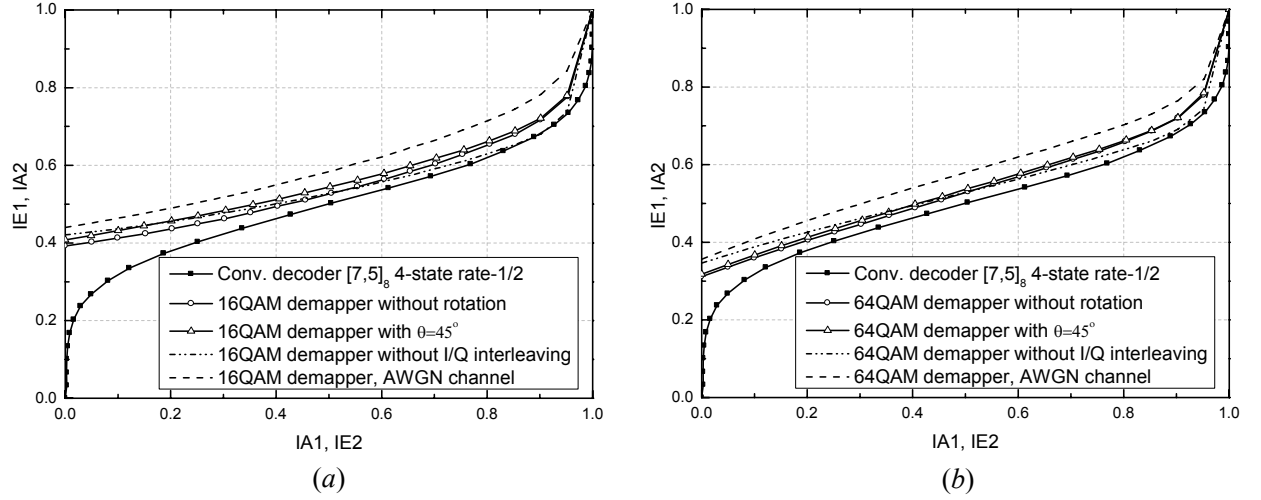 1.0
0.8
0.6
0.4
0.2
0.0
IE1, IA2
Conv. decoder [7,5]₈ 4-state rate-1/2
16QAM demapper without rotation
16QAM demapper with θ=45°
16QAM demapper without I/Q interleaving
16QAM demapper, AWGN channel
0.0 0.2 0.4 0.6 0.8 1.0
IA1, IE2
(a)
1.0
0.8
0.6
0.4
0.2
0.0
IE1, IA2
Conv. decoder [7,5]₈ 4-state rate-1/2
64QAM demapper without rotation
64QAM demapper with θ=45°
64QAM demapper without I/Q interleaving
64QAM demapper, AWGN channel
0.0 0.2 0.4 0.6 0.8 1.0
IA1, IE2
(b)